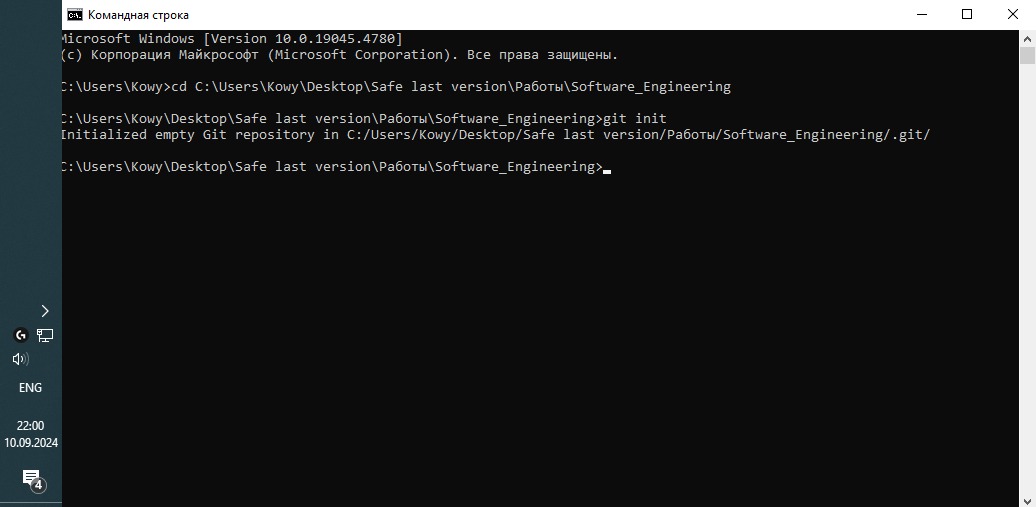 Командная строка
Microsoft Windows [Version 10.0.19045.4780]
(c) Корпорация Майкрософт (Microsoft Corporation). Все права защищены.
C:\Users\Kowy>cd C:\Users\Kowy\Desktop\Safe last version\Работы\Software_Engineering
C:\Users\Kowy\Desktop\Safe last version\Работы\Software_Engineering>git init
Initialized empty Git repository in C:/Users/Kowy/Desktop/Safe last version/Работы/Software_Engineering/.git/
C:\Users\Kowy\Desktop\Safe last version\Работы\Software_Engineering>
ENG
22:00
10.09.2024
4